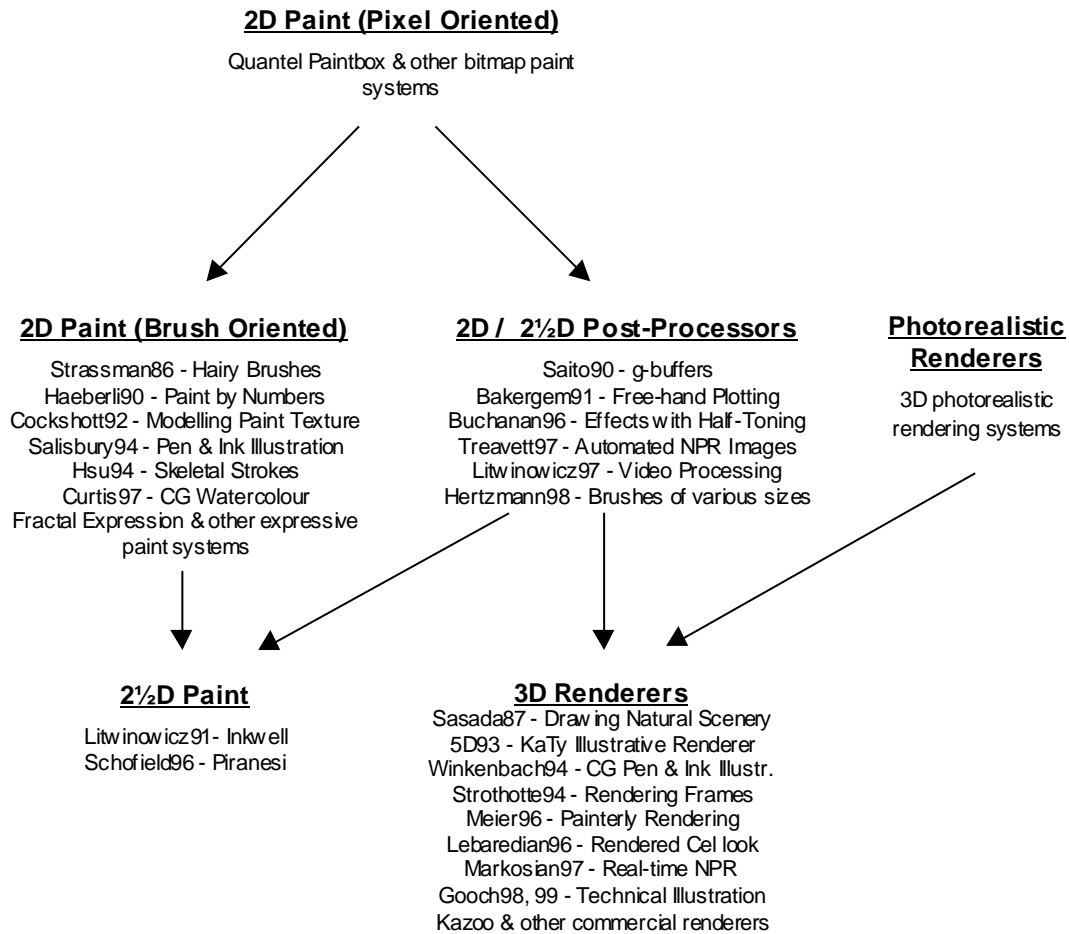 2D Paint (Pixel Oriented)
Quantel Paintbox & other bitmap paint
systems
2D Paint (Brush Oriented)
Strassman86 - Hairy Brushes
Haeberli90 - Paint by Numbers
Cockshott92 - Modelling Paint Texture
Salisbury94 - Pen & Ink Illustration
Hsu94 - Skeletal Strokes
Curtis97 - CG Watercolour
Fractal Expression & other expressive
paint systems
2D / 2½D Post-Processors
Saito90 - g-buffers
Bakergem91 - Free-hand Plotting
Buchanan96 - Effects with Half-Toning
Treavett97 - Automated NPR Images
Litwinowicz97 - Video Processing
Hertzmann98 - Brushes of various sizes
Photorealistic
Renderers
3D photorealistic
rendering systems
2½D Paint
Litwinowicz91- Inkwell
Schofield96 - Piranesi
3D Renderers
Sasada87 - Drawing Natural Scenery
5D93 - KaTy Illustrative Renderer
Winkenbach94 - CG Pen & Ink Illustr.
Strothotte94 - Rendering Frames
Meier96 - Painterly Rendering
Lebaredian96 - Rendered Cel look
Markosian97 - Real-time NPR
Gooch98, 99 - Technical Illustration
Kazoo & other commercial renderers